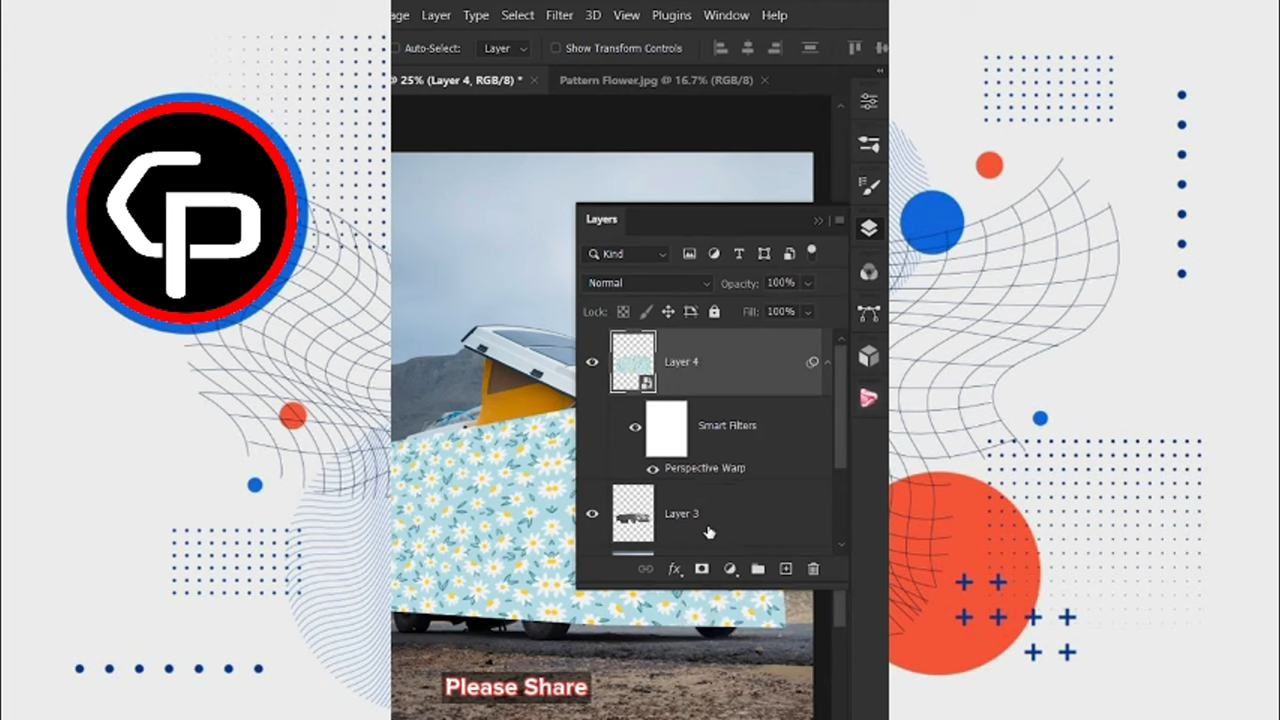 CP
age Layer Type Select Filter 3D View Plugins Window Help
Auto-Select: Layer Show Transform Controls
@ 25% (Layer 4, RGB/8) * × Pattern Flower.jpg @ 16.7% (RGB/8) ×
Layers
Kind
Normal Opacity: 100%
Lock: Fill: 100%
Layer 4
Smart Filters
Perspective Warp
Layer 3
fx
Please Share